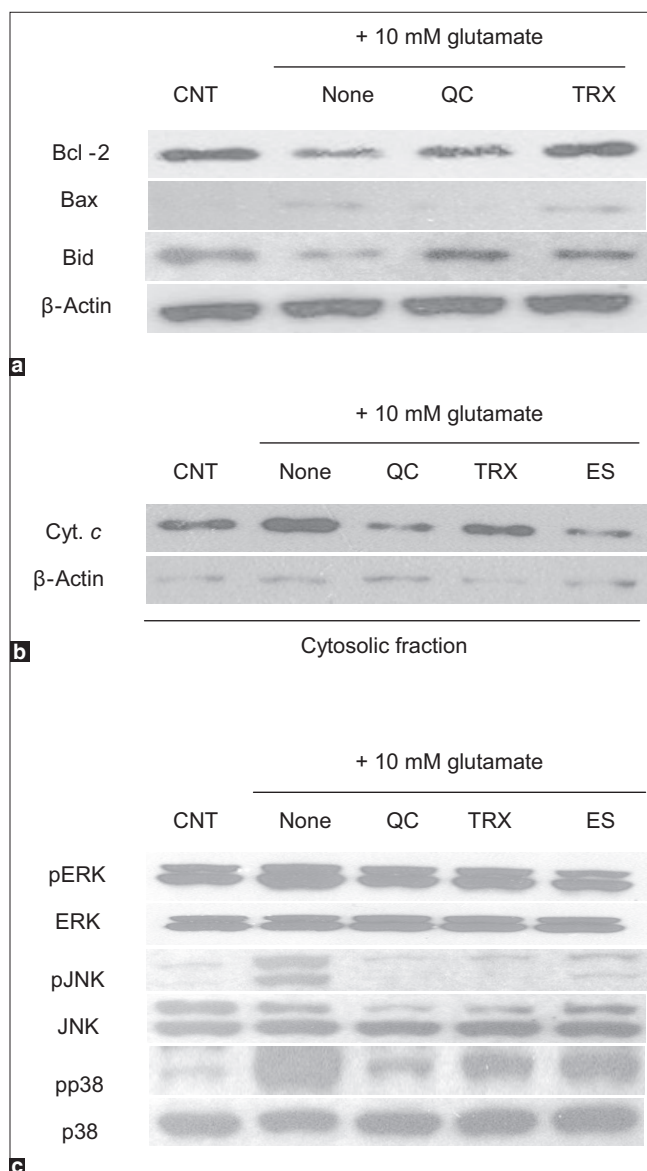 + 10 mM glutamate
CNT None QC TRX
Bcl -2
Bax
Bid
β-Actin
a
+ 10 mM glutamate
CNT None QC TRX ES
Cyt. c
β-Actin
Cytosolic fraction
b
+ 10 mM glutamate
CNT None QC TRX ES
pERK
ERK
pJNK
JNK
pp38
p38
c